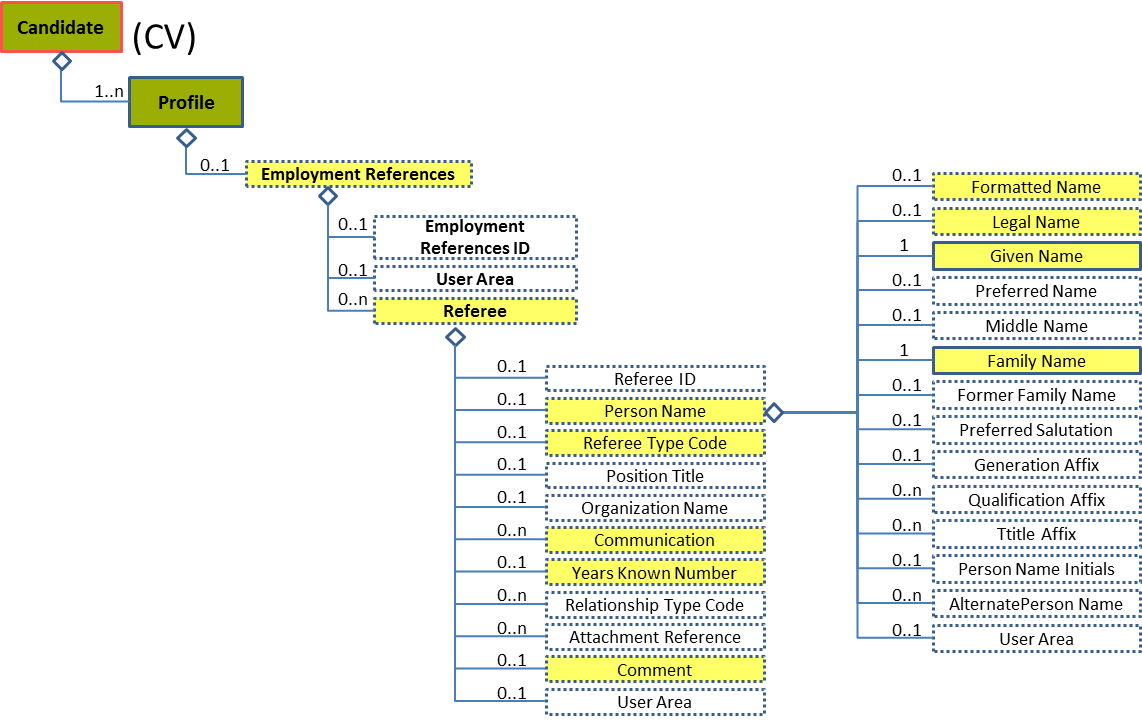 Candidate
(CV)
1..n
Profile
0..1
Employment References
0..1
Employment
References ID
0..1
User Area
0..n
Referee
0..1
Referee ID
0..1
Person Name
0..1
Referee Type Code
0..1
Position Title
0..1
Organization Name
0..n
Communication
0..1
Years Known Number
0..n
Relationship Type Code
0..n
Attachment Reference
0..1
Comment
0..1
User Area
0..1
Formatted Name
0..1
Legal Name
1
Given Name
0..1
Preferred Name
0..1
Middle Name
1
Family Name
0..1
Former Family Name
0..1
Preferred Salutation
0..1
Generation Affix
0..n
Qualification Affix
0..n
Ttitle Affix
0..1
Person Name Initials
0..n
AlternatePerson Name
0..1
User Area